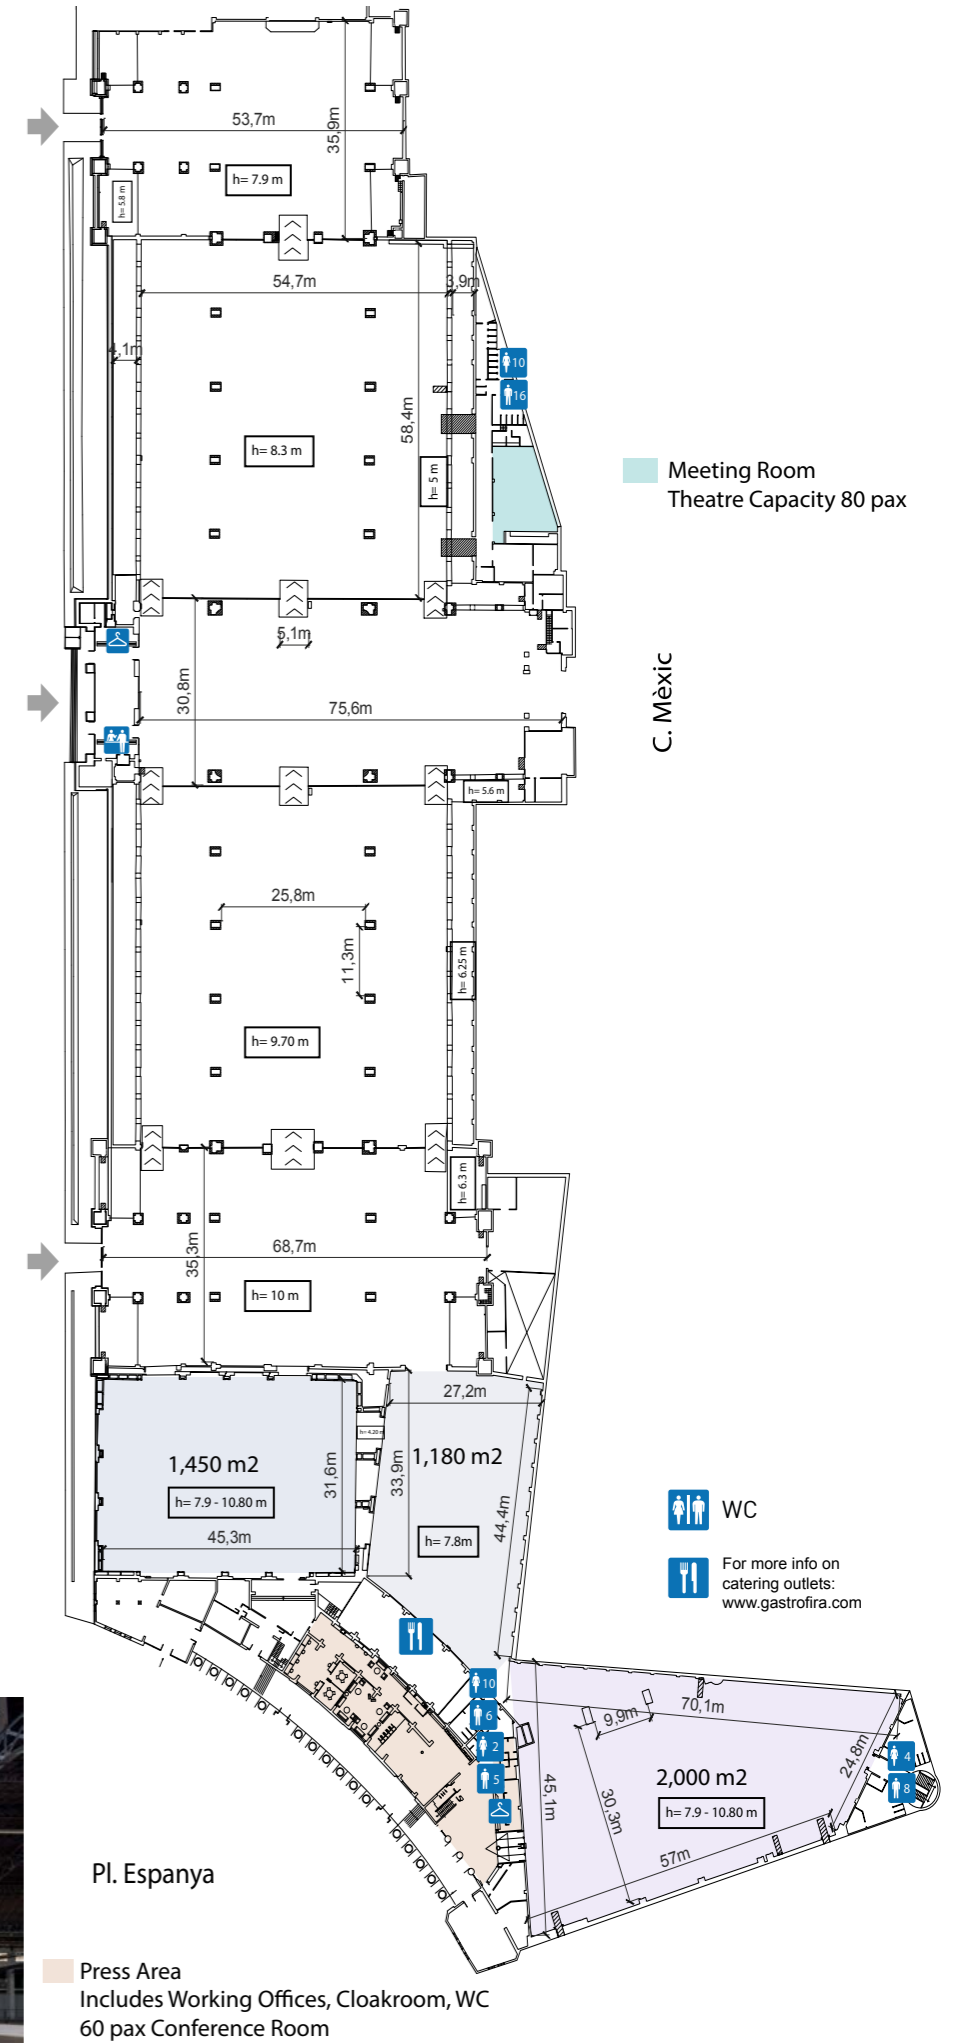 53,7m
35,9m
h= 7.9 m
h= 5.8 m
54,7m
3,9m
4,1m
10
16
58,4m
h= 8.3 m
h= 5 m
Meeting Room
Theatre Capacity 80 pax
5,1m
30,8m
75,6m
C. Mèxic
h= 5.6 m
25,8m
11,3m
h= 6.25 m
h= 9.70 m
h= 6.3 m
35,3m
68,7m
h= 10 m
27,2m
h= 4.20 m
1,450 m2
1,180 m2
31,6m
33,9m
h= 7.9 - 10.80 m
44,4m
h= 7.8m
45,3m
WC
For more info on
catering outlets:
www.gastrofira.com
10
6
2
5
70,1m
9,9m
24,8m
4
8
2,000 m2
45,1m
30,3m
h= 7.9 - 10.80 m
57m
Pl. Espanya
Press Area
Includes Working Offices, Cloakroom, WC
60 pax Conference Room